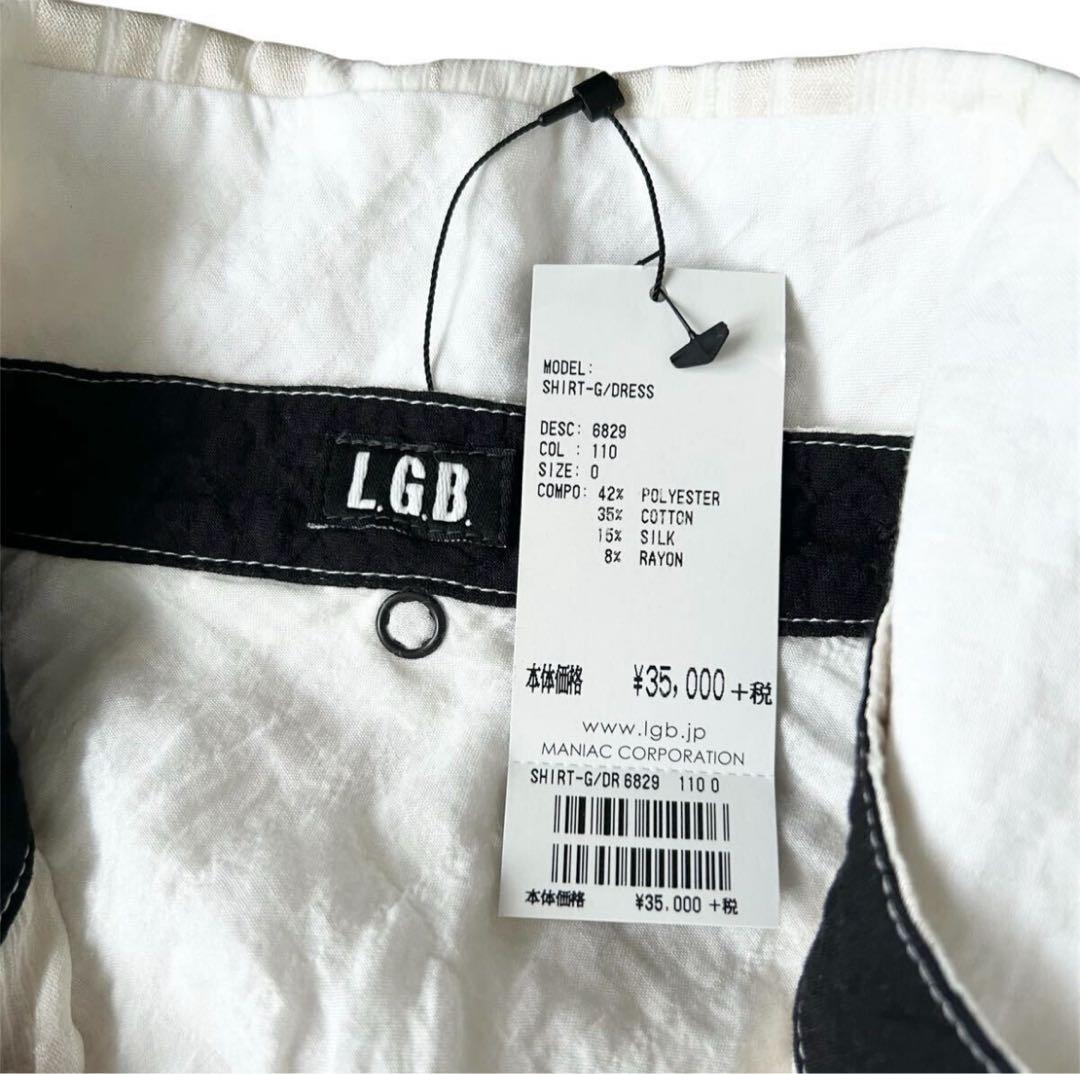 L.G.B.
MODEL:
SHIRT-G/DRESS
DESC: 6829
COL : 110
SIZE: 0
COMPO: 42% POLYESTER
35% COTTON
15% SILK
8% RAYON
本体価格 ¥35,000 +税
www.lgb.jp
MANIAC CORPORATION
SHIRT-G/DR 6829 110 0
本体価格 ¥35.000 +税